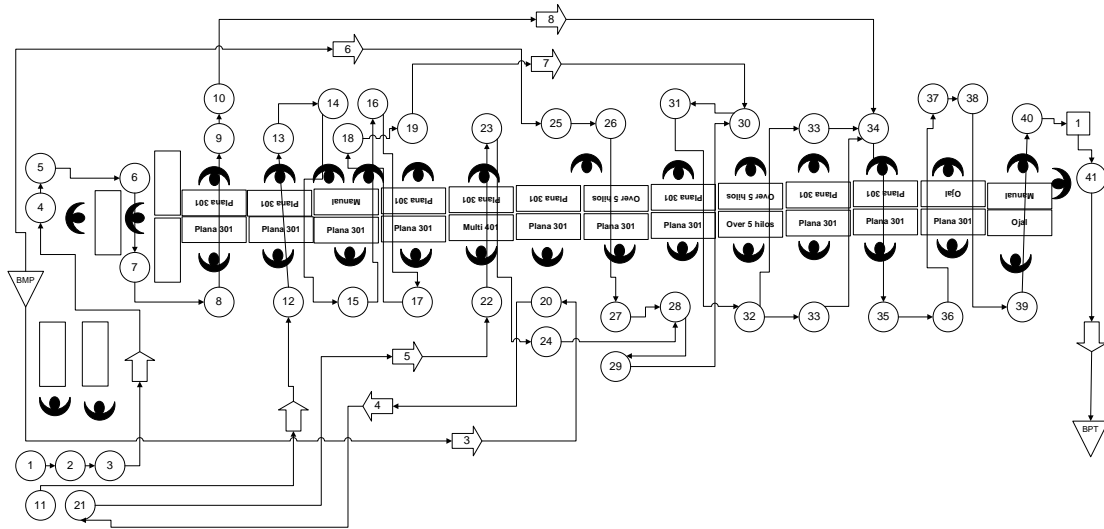 8
6
7
10
14
16
31
37
38
9
13
18
19
23
25
26
30
33
34
40
1
5
6
41
4
Plana 301
Plana 301
Manual
Plana 301
Plana 301
Plana 301
Over 5 hilos
Plana 301
Over 5 hilos
Plana 301
Plana 301
Ojal
Manual
Plana 301
Plana 301
Plana 301
Plana 301
Multi 401
Plana 301
Plana 301
Plana 301
Over 5 hilos
Plana 301
Plana 301
Plana 301
Ojal
7
BMP
8
12
15
17
22
20
27
28
32
33
35
36
39
24
5
29
4
3
BPT
1
2
3
11
21